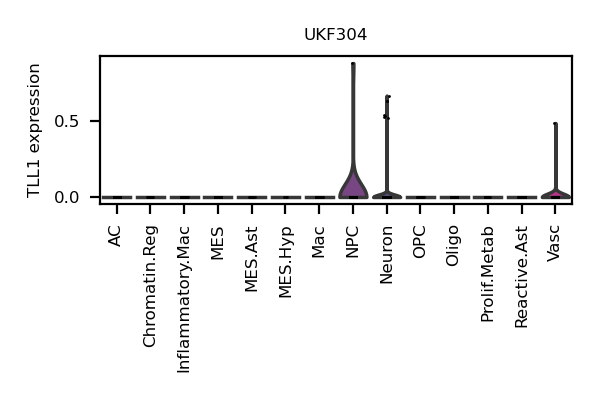 UKF304
TLL1 expression
0.5
0.0
AC
Chromatin.Reg
Inflammatory.Mac
MES
MES.Ast
MES.Hyp
Mac
NPC
Neuron
OPC
Oligo
Prolif.Metab
Reactive.Ast
Vasc